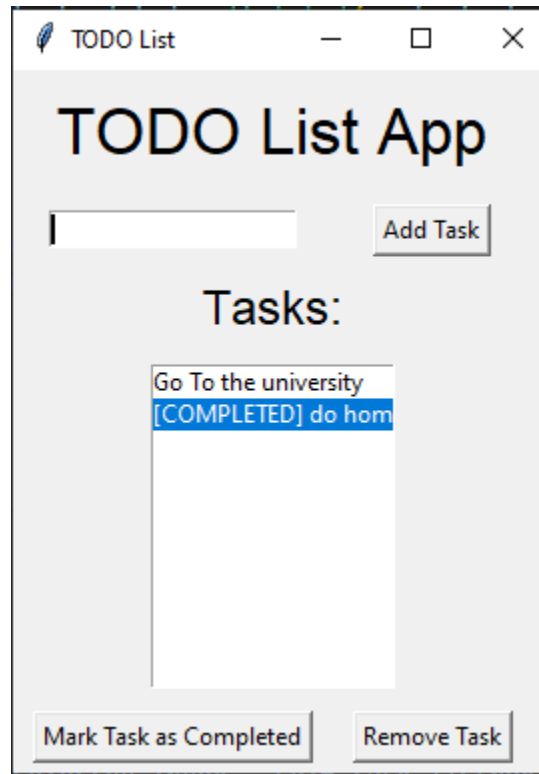 TODO List
TODO List App
Add Task
Tasks:
Go To the university
[COMPLETED] do hom
Mark Task as Completed
Remove Task